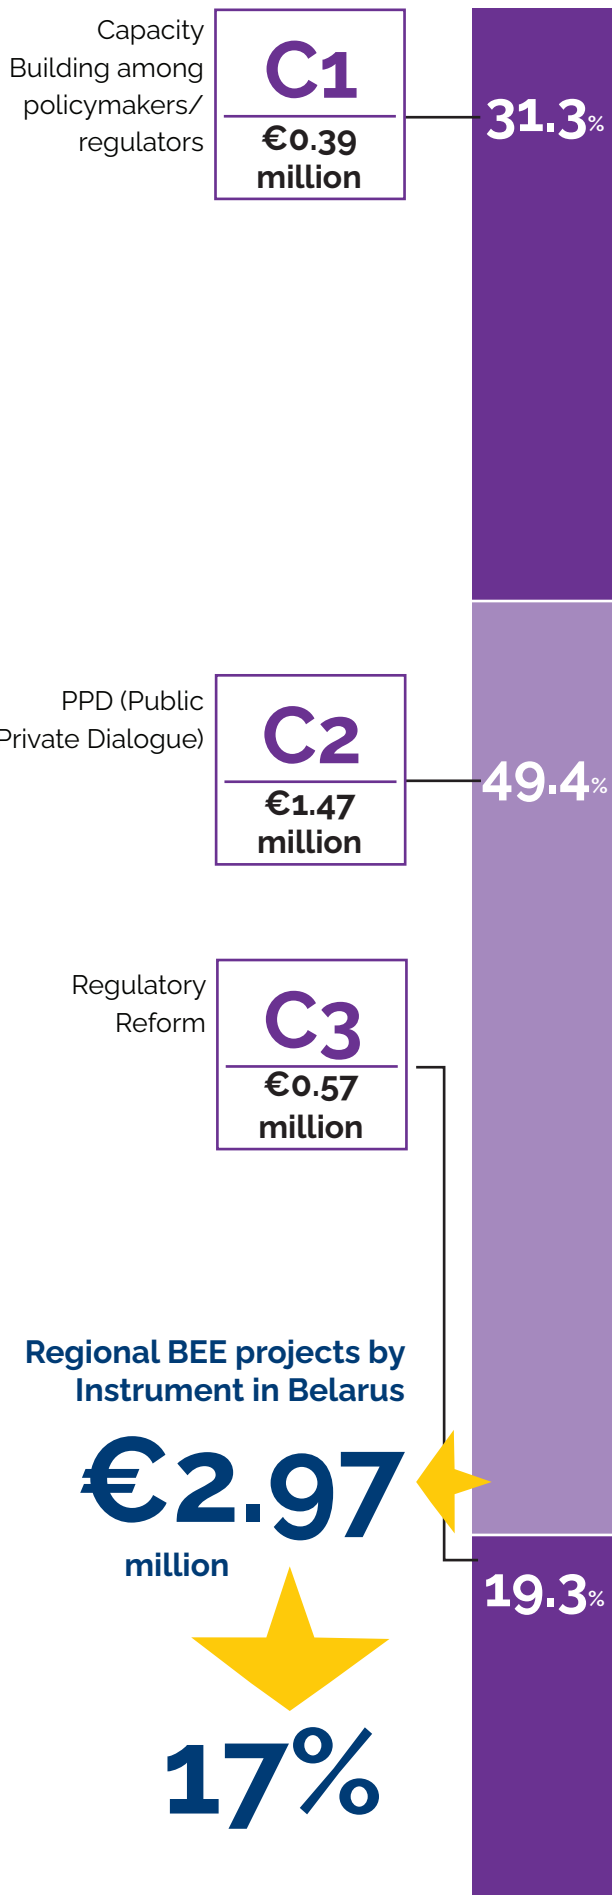 Capacity
Building among
policymakers/
regulators
C1
€0.39
million
31.3%
PPD (Public
Private Dialogue)
C2
€1.47
million
49.4%
Regulatory
Reform
C3
€0.57
million
Regional BEE projects by
Instrument in Belarus
€2.97
million
19.3%
17%